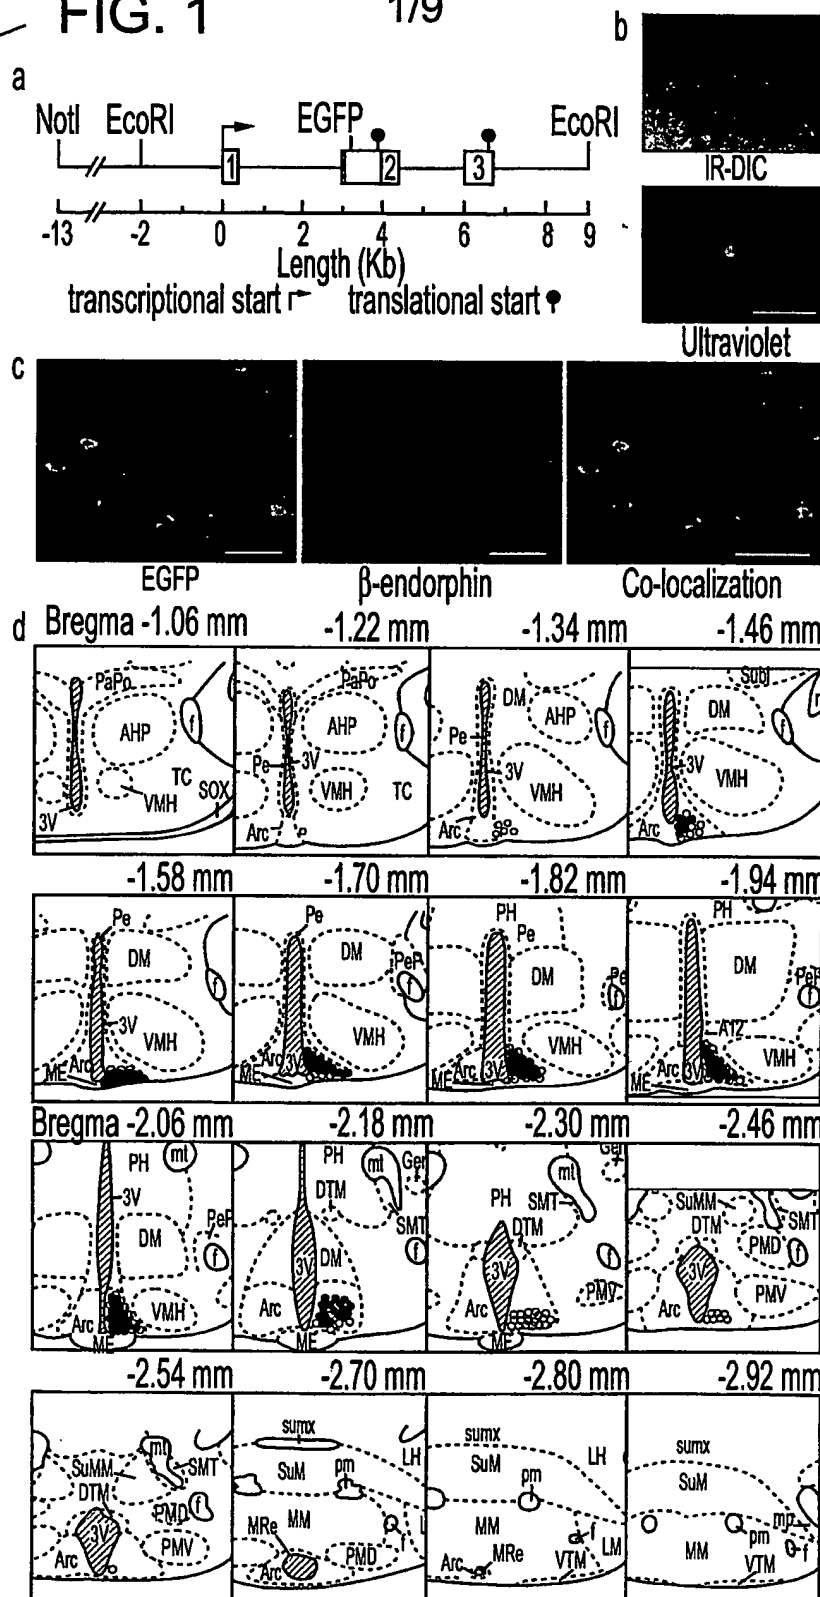 FIG. 1
1/9
a
NotI EcoRI EGFP EcoRI
1 2 3
-13 -2 0 2 4 6 8 9
Length (Kb)
transcriptional start translational start
b
IR-DIC
Ultraviolet
c
EGFP β-endorphin Co-localization
d
Bregma -1.06 mm -1.22 mm -1.34 mm -1.46 mm
PaPo AHP f TC VMH SOX 3V
PaPo AHP f Pe 3V VMH TC Arc
DM AHP f Pe 3V VMH Arc
SubI DM 3V VMH Arc
-1.58 mm -1.70 mm -1.82 mm -1.94 mm
Pe DM f 3V VMH Arc ME
Pe DM PeF f VMH Arc 3V ME
PH Pe DM Pe f VMH Arc 3V ME
PH DM PeF f A12 VMH Arc 3V ME
Bregma -2.06 mm -2.18 mm -2.30 mm -2.46 mm
PH mt 3V PeF DM f VMH Arc ME
PH mt Ger DTM SMT DM f 3V Arc ME
Ger mt PH SMT DTM f 3V PMV Arc ME
SuMM DTM SMT PMD f 3V PMV Arc
-2.54 mm -2.70 mm -2.80 mm -2.92 mm
mt SuMM SMT DTM PMD f 3V PMV Arc
sumx LH SuM pm MM f L MRe PMD Arc
sumx LH SuM pm MM f LM MRe Arc VTM
sumx SuM mp pm f MM VTM